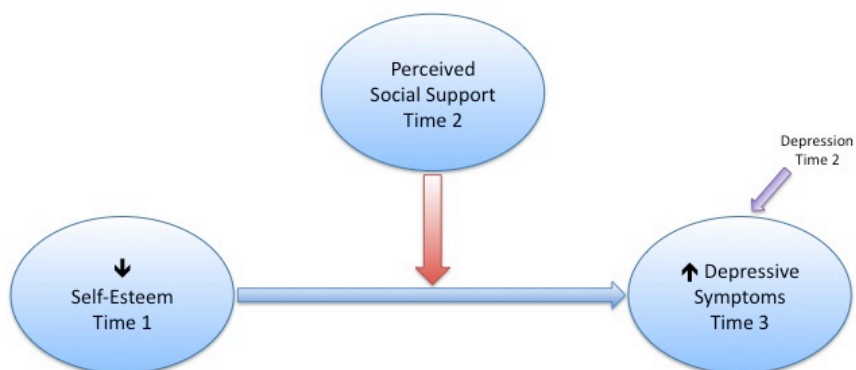 Perceived
Social Support
Time 2
Depression
Time 2
Self-Esteem
Time 1
Depressive
Symptoms
Time 3